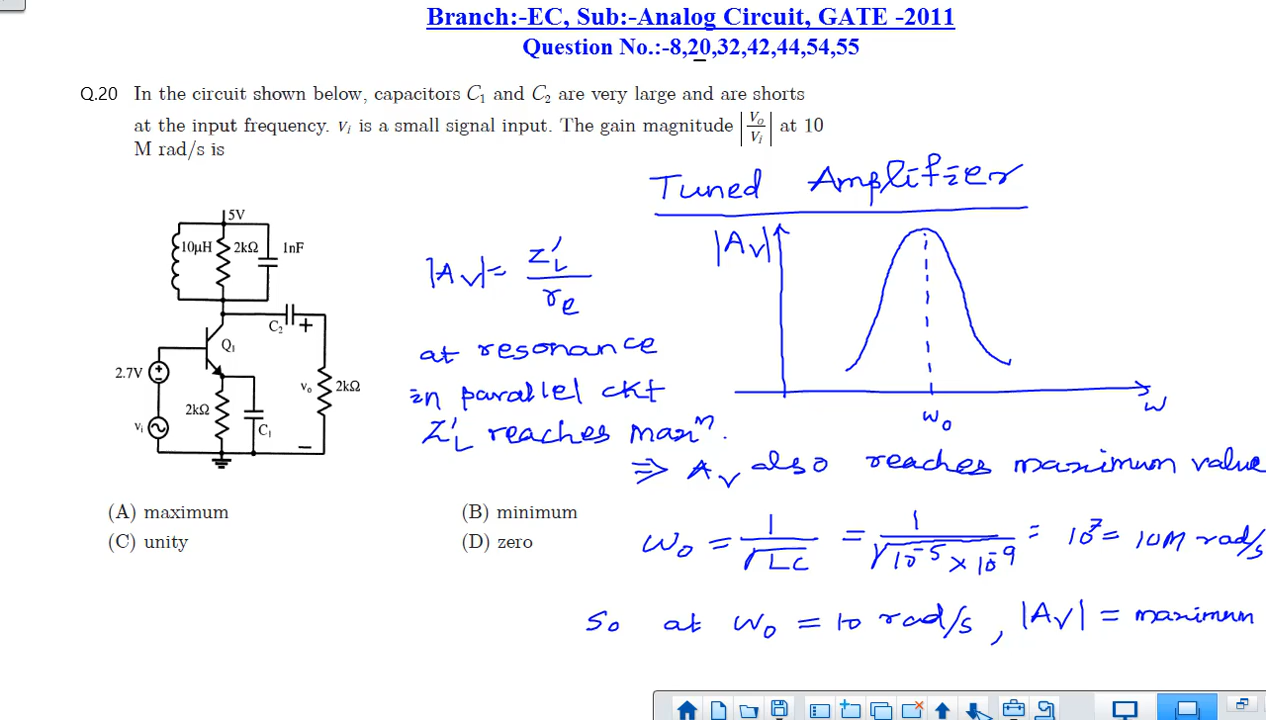 Branch:-EC, Sub:-Analog Circuit, GATE -2011
Question No.:-8,20,32,42,44,54,55
Q.20 In the circuit shown below, capacitors C₁ and C₂ are very large and are shorts
at the input frequency. vᵢ is a small signal input. The gain magnitude |Vₒ/Vᵢ| at 10
M rad/s is
Tuned Amplifier
5V
10μH 2kΩ 1nF
C₂ +
Q₁
2.7V
vₒ 2kΩ
2kΩ
vᵢ C₁
|Aᵥ| = Z'L / re
at resonance
in parallel ckt
Z'L reaches maxᵐ.
|Aᵥ|
ω₀
ω
⇒ Aᵥ also reaches maximum value
(A) maximum (B) minimum
(C) unity (D) zero
ω₀ = 1/√LC = 1/√10⁻⁵×10⁻⁹ = 10⁷ = 10M rad/s
So at ω₀ = 10 rad/s, |Aᵥ| = maximum